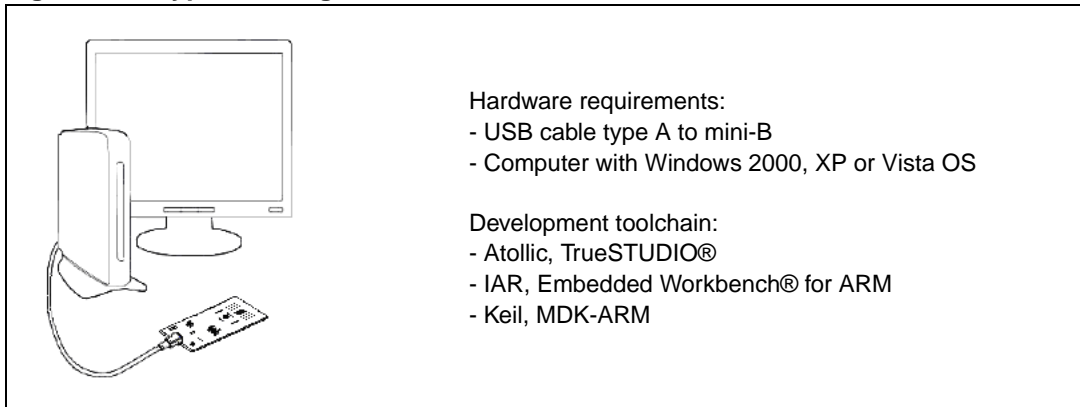 Hardware requirements:
- USB cable type A to mini-B
- Computer with Windows 2000, XP or Vista OS
Development toolchain:
- Atollic, TrueSTUDIO®
- IAR, Embedded Workbench® for ARM
- Keil, MDK-ARM